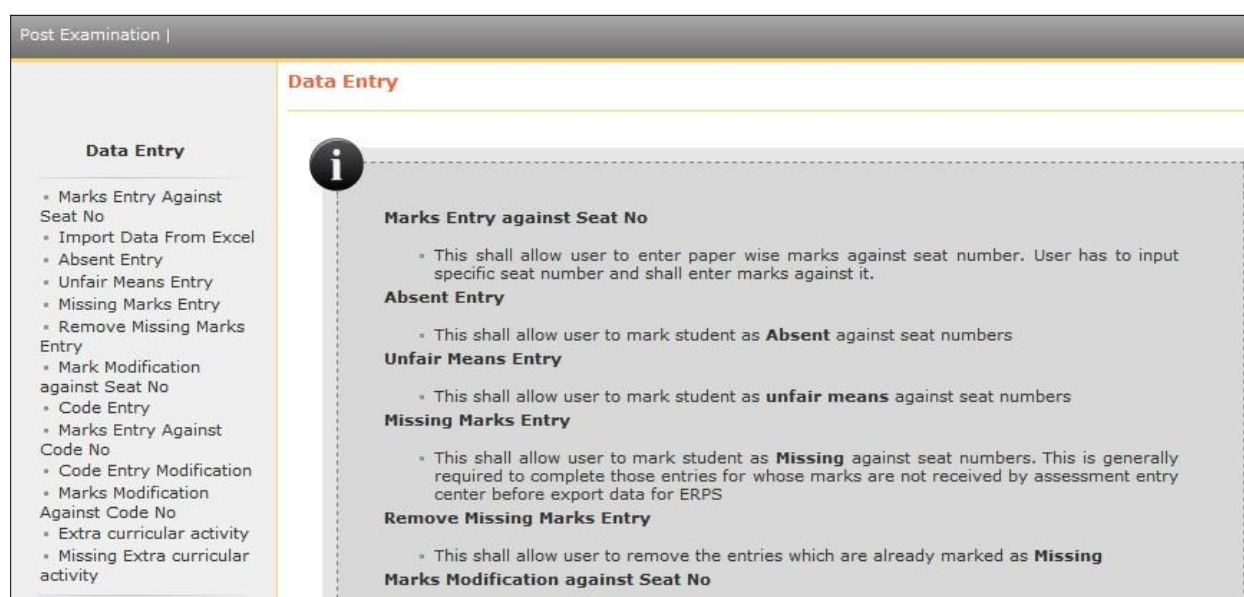 Post Examination |
Data Entry
Data Entry
Marks Entry Against
Seat No
Import Data From Excel
Absent Entry
Unfair Means Entry
Missing Marks Entry
Remove Missing Marks
Entry
Mark Modification
against Seat No
Code Entry
Marks Entry Against
Code No
Code Entry Modification
Marks Modification
Against Code No
Extra curricular activity
Missing Extra curricular
activity
i
Marks Entry against Seat No
This shall allow user to enter paper wise marks against seat number. User has to input
specific seat number and shall enter marks against it.
Absent Entry
This shall allow user to mark student as Absent against seat numbers
Unfair Means Entry
This shall allow user to mark student as unfair means against seat numbers
Missing Marks Entry
This shall allow user to mark student as Missing against seat numbers. This is generally
required to complete those entries for whose marks are not received by assessment entry
center before export data for ERPS
Remove Missing Marks Entry
This shall allow user to remove the entries which are already marked as Missing
Marks Modification against Seat No